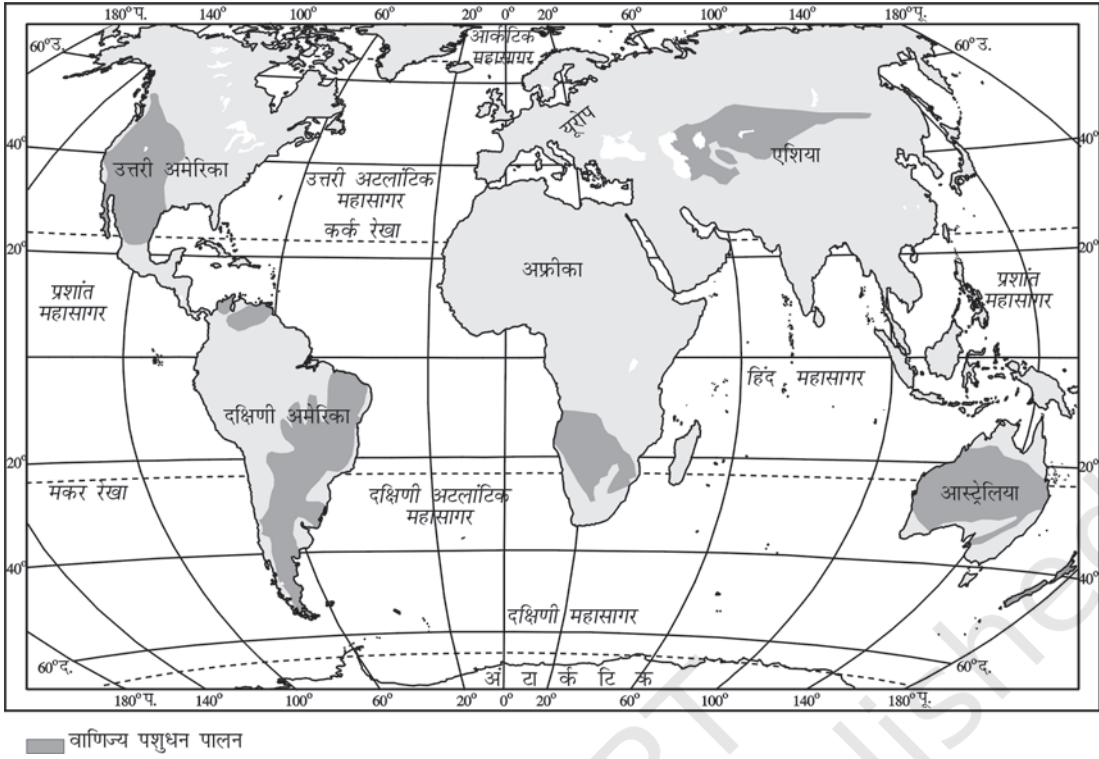 180°प. 140° 100° 60° 20° 0° 20° 60° 100° 140° 180°पू.
आर्कटिक
महासागर
60°उ. 60°उ.
यूरोप
40° 40°
एशिया
उत्तरी अमेरिका
उत्तरी अटलांटिक
महासागर
कर्क रेखा
20° 20°
अफ्रीका
प्रशांत
महासागर
प्रशांत
महासागर
हिंद महासागर
दक्षिणी अमेरिका
20° 20°
मकर रेखा
दक्षिणी अटलांटिक
महासागर
आस्ट्रेलिया
40° 40°
दक्षिणी महासागर
60°द. 60°द.
अं टा र्क टि क
180°प. 140° 100° 60° 20° 0° 20° 60° 100° 140° 180°पू.
वाणिज्य पशुधन पालन